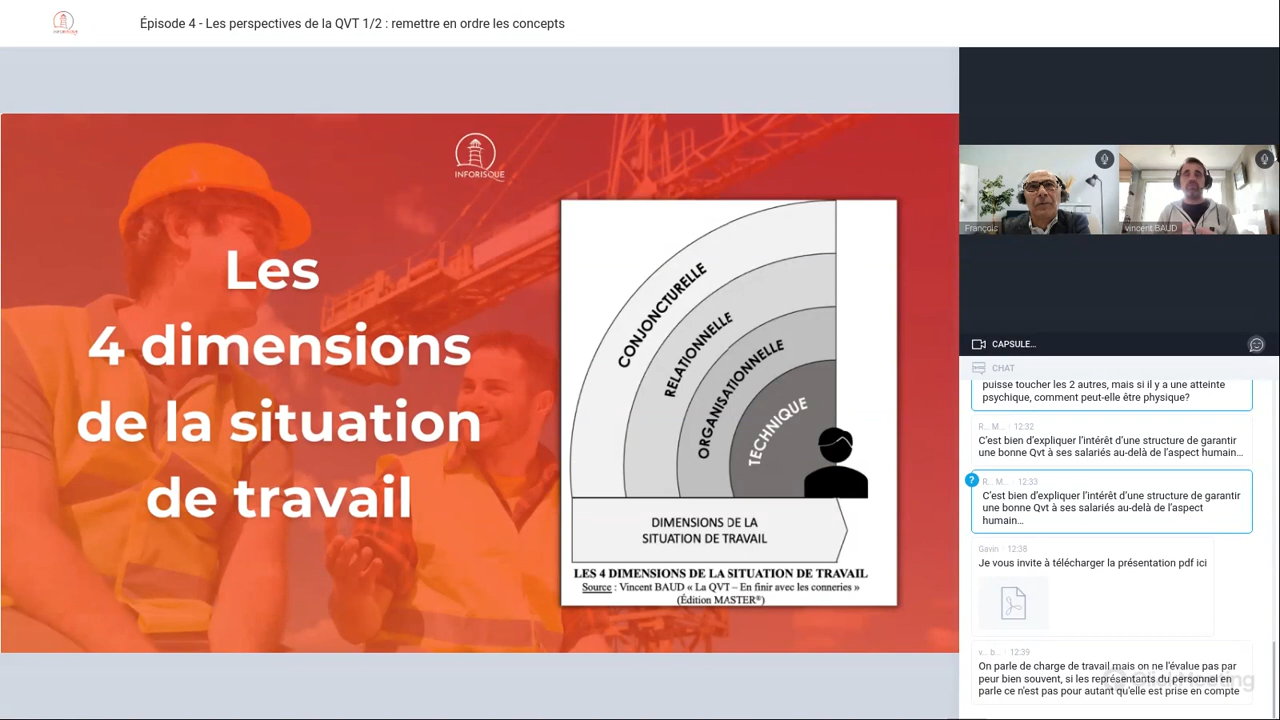 Épisode 4 - Les perspectives de la QVT 1/2 : remettre en ordre les concepts
INFORISQUE
Les
4 dimensions
de la situation
de travail
CONJONCTURELLE
RELATIONNELLE
ORGANISATIONNELLE
TECHNIQUE
DIMENSIONS DE LA
SITUATION DE TRAVAIL
LES 4 DIMENSIONS DE LA SITUATION DE TRAVAIL
Source : Vincent BAUD « La QVT – En finir avec les conneries »
(Édition MASTER®)
François
vincent BAUD
CAPSULE...
CHAT
puisse toucher les 2 autres, mais si il y a une atteinte
psychique, comment peut-elle être physique?
R... M... 12:32
C'est bien d'expliquer l'intérêt d'une structure de garantir
une bonne Qvt à ses salariés au-delà de l'aspect humain...
?
R... M... 12:33
C'est bien d'expliquer l'intérêt d'une structure de garantir
une bonne Qvt à ses salariés au-delà de l'aspect
humain...
Gavin 12:38
Je vous invite à télécharger la présentation pdf ici
v... b... 12:39
On parle de charge de travail mais on ne l'évalue pas par
peur bien souvent, si les représentants du personnel en
parle ce n'est pas pour autant qu'elle est prise en compte